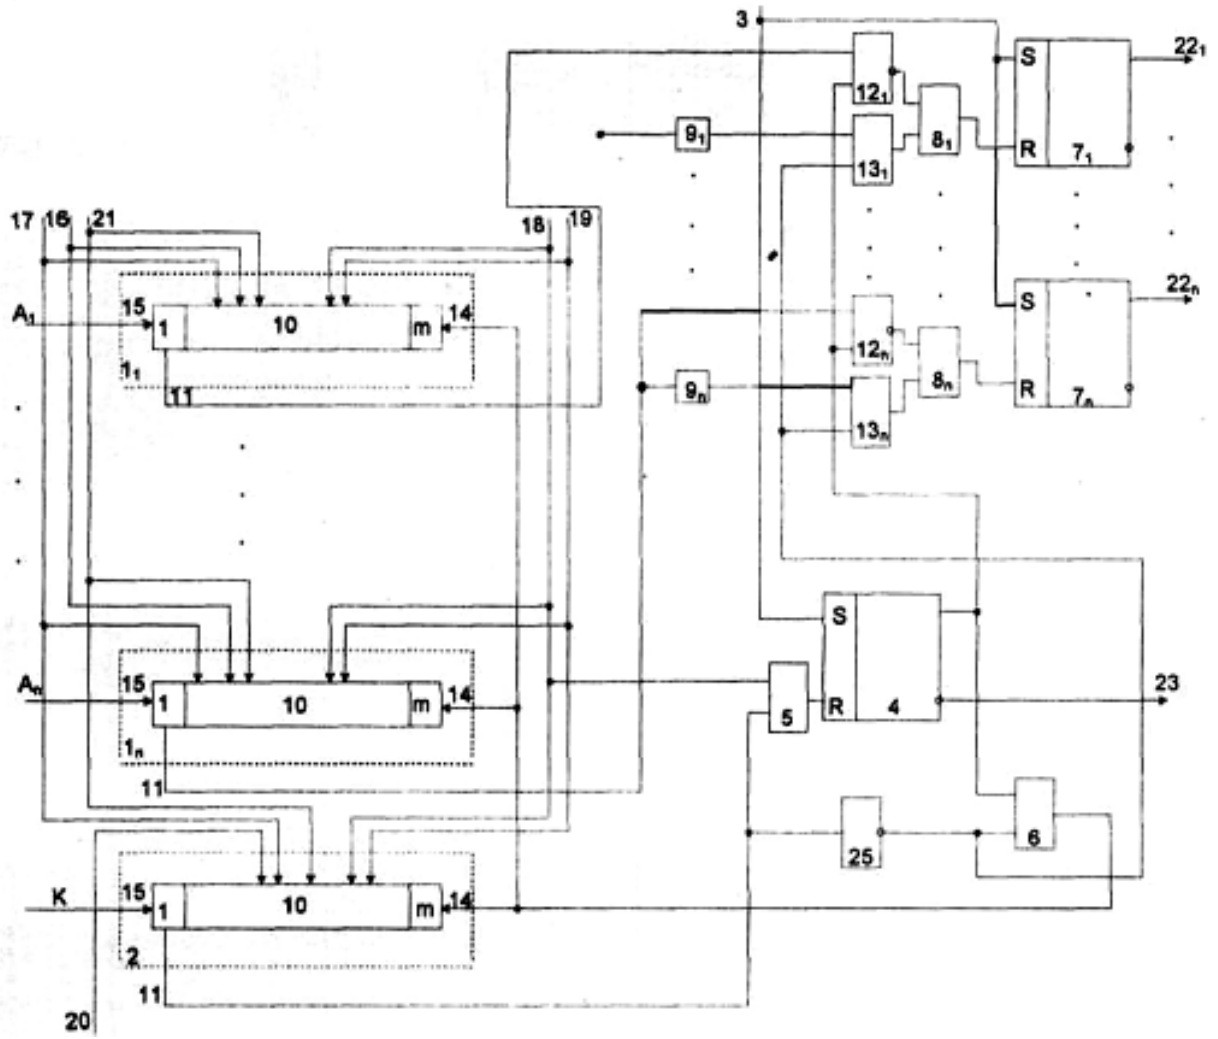 3
S 22₁
12₁
9₁ 8₁
13₁ R 7₁
17 16 21 18 19
22ₙ
S
15 14
A₁ 1 10 m
12ₙ
1₁ 8ₙ
11 9ₙ R 7ₙ
13ₙ
S
15 14 23
Aₙ 1 10 m 5 R 4
1ₙ
11
6
25
15 14
K 1 10 m
2
11
20